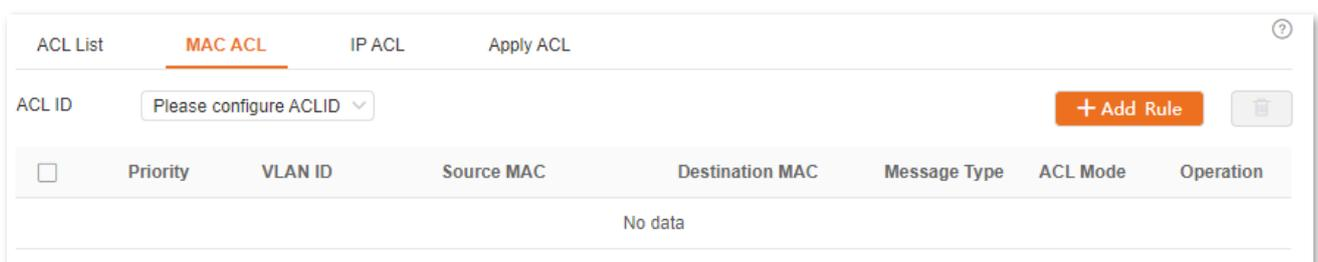 ACL List MAC ACL IP ACL Apply ACL ?
ACL ID Please configure ACLID + Add Rule
Priority VLAN ID Source MAC Destination MAC Message Type ACL Mode Operation
No data